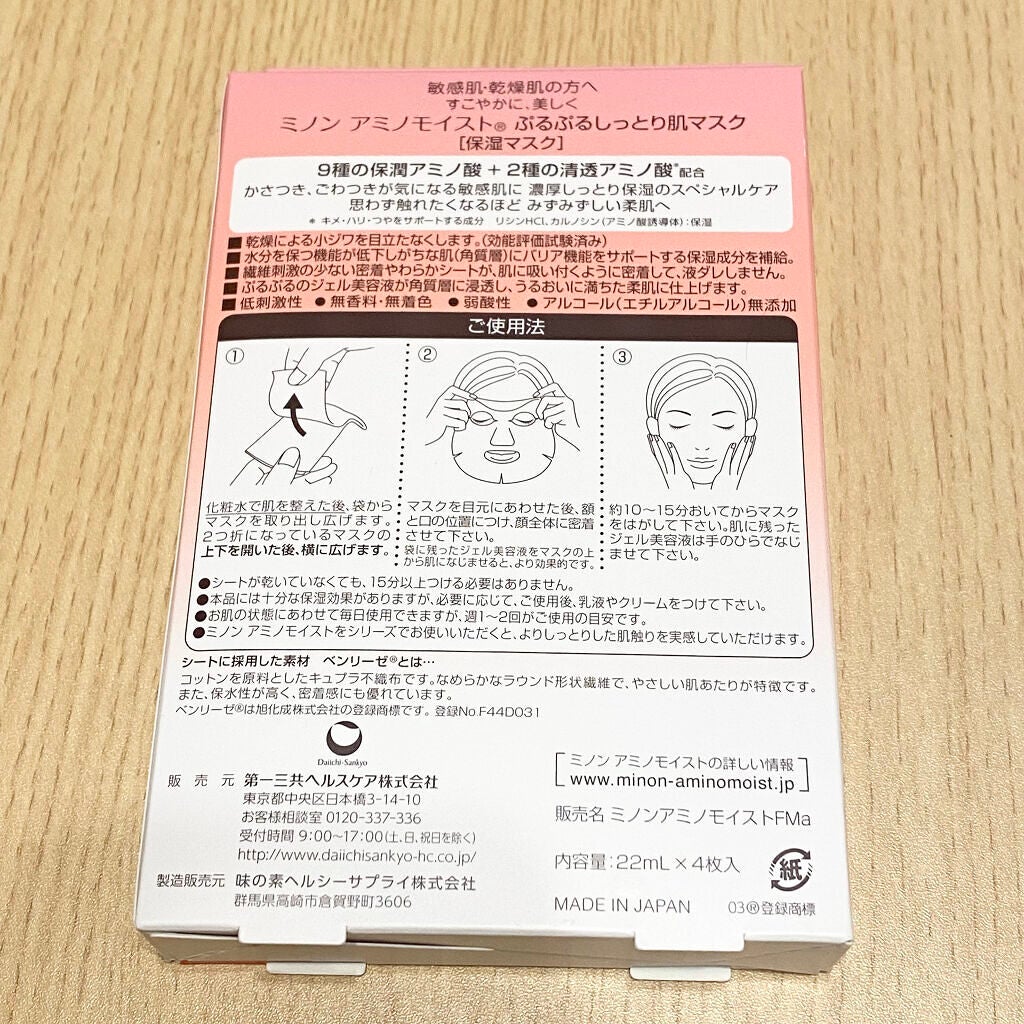 敏感肌・乾燥肌の方へ
すこやかに、美しく
ミノン アミノモイスト® ぷるぷるしっとり肌マスク
[保湿マスク]
9種の保潤アミノ酸 + 2種の清透アミノ酸*配合
かさつき、ごわつきが気になる敏感肌に 濃厚しっとり保湿のスペシャルケア
思わず触れたくなるほど みずみずしい柔肌へ
* キメ・ハリ・つやをサポートする成分 リシンHCl、カルノシン(アミノ酸誘導体):保湿
■ 乾燥による小ジワを目立たなくします。(効能評価試験済み)
■ 水分を保つ機能が低下しがちな肌(角質層)にバリア機能をサポートする保湿成分を補給。
■ 繊維刺激の少ない密着やわらかシートが、肌に吸い付くように密着して、液ダレしません。
■ ぷるぷるのジェル美容液が角質層に浸透し、うるおいに満ちた柔肌に仕上げます。
■ 低刺激性 ● 無香料・無着色 ● 弱酸性 ● アルコール(エチルアルコール)無添加
ご使用法
①
化粧水で肌を整えた後、袋から
マスクを取り出し広げます。
2つ折になっているマスクの
上下を開いた後、横に広げます。
②
マスクを目元にあわせた後、額
と口の位置につけ、顔全体に密着
させて下さい。
袋に残ったジェル美容液をマスクの上
から肌になじませると、より効果的です。
③
約10〜15分おいてからマスク
をはがして下さい。肌に残った
ジェル美容液は手のひらでなじ
ませて下さい。
●シートが乾いていなくても、15分以上つける必要はありません。
●本品には十分な保湿効果がありますが、必要に応じて、ご使用後、乳液やクリームをつけて下さい。
●お肌の状態にあわせて毎日使用できますが、週1〜2回がご使用の目安です。
●ミノン アミノモイストをシリーズでお使いいただくと、よりしっとりした肌触りを実感していただけます。
シートに採用した素材 ベンリーゼ®とは…
コットンを原料としたキュプラ不織布です。なめらかなラウンド形状繊維で、やさしい肌あたりが特徴です。
また、保水性が高く、密着感にも優れています。
ベンリーゼ®は旭化成株式会社の登録商標です。登録No.F44D031
Daiichi-Sankyo
販 売 元 第一三共ヘルスケア株式会社
東京都中央区日本橋3-14-10
お客様相談室 0120-337-336
受付時間 9:00〜17:00(土、日、祝日を除く)
http://www.daiichisankyo-hc.co.jp/
製造販売元 味の素ヘルシーサプライ株式会社
群馬県高崎市倉賀野町3606
ミノン アミノモイストの詳しい情報
www.minon-aminomoist.jp
販売名 ミノンアミノモイストFMa
内容量:22mL×4枚入
紙
MADE IN JAPAN
03®登録商標